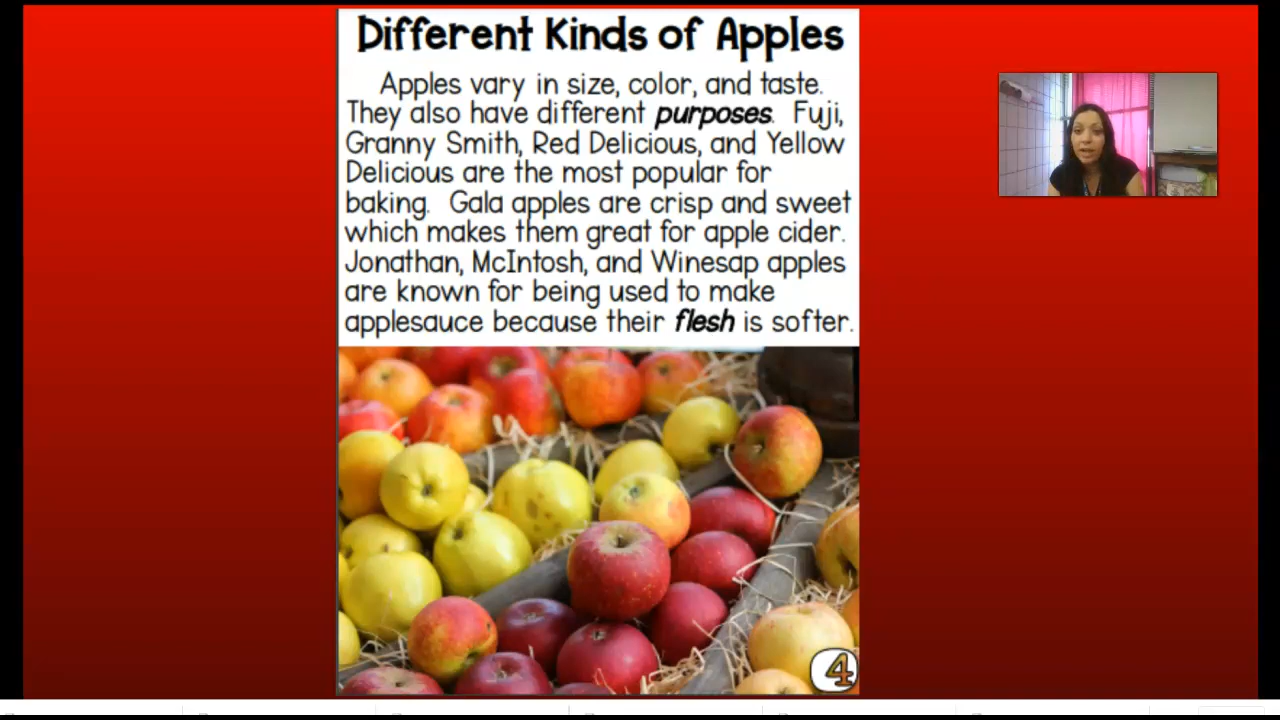 Different Kinds of Apples
Apples vary in size, color, and taste.
They also have different purposes. Fuji,
Granny Smith, Red Delicious, and Yellow
Delicious are the most popular for
baking. Gala apples are crisp and sweet
which makes them great for apple cider.
Jonathan, McIntosh, and Winesap apples
are known for being used to make
applesauce because their flesh is softer.
4